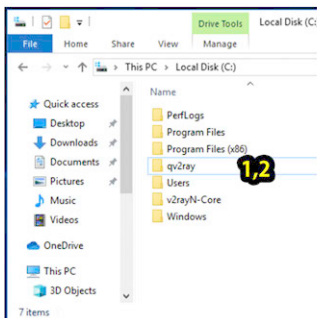 Drive Tools Local Disk (C:
File Home Share View Manage
This PC > Local Disk (C:)
Name
Quick access
Desktop
Downloads
Documents
Pictures
Music
Videos
OneDrive
This PC
3D Objects
PerfLogs
Program Files
Program Files (x86)
qv2ray
1,2
Users
v2rayN-Core
Windows
7 items